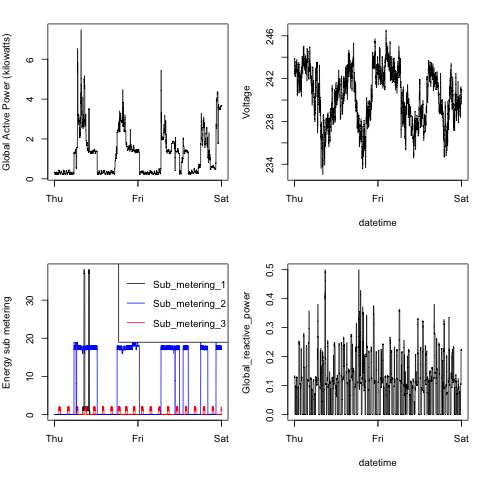 Global Active Power (kilowatts)
0 2 4 6
Thu Fri Sat
Voltage
234 238 242 246
Thu Fri Sat
datetime
Energy sub metering
0 10 20 30
Thu Fri Sat
Sub_metering_1
Sub_metering_2
Sub_metering_3
Global_reactive_power
0.0 0.1 0.2 0.3 0.4 0.5
Thu Fri Sat
datetime